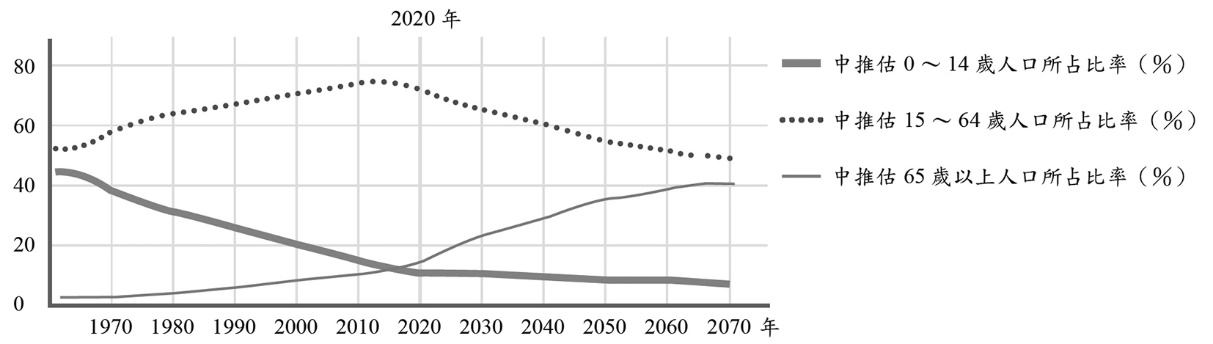 2020 年
80
60
40
20
0
1970 1980 1990 2000 2010 2020 2030 2040 2050 2060 2070 年
中推估 0 ~ 14 歲人口所占比率（%）
中推估 15 ~ 64 歲人口所占比率（%）
中推估 65 歲以上人口所占比率（%）